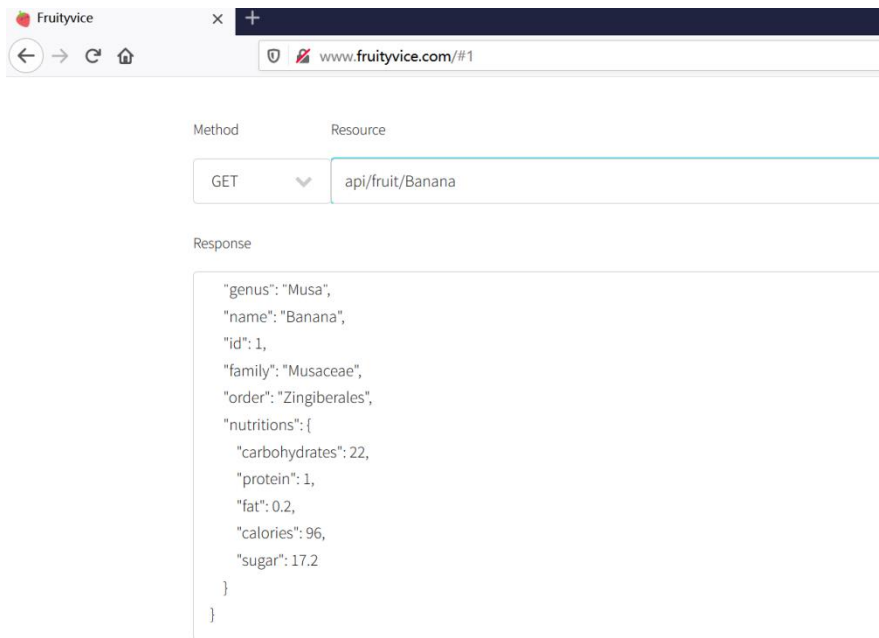 Fruityvice
www.fruityvice.com/#1
Method Resource
GET api/fruit/Banana
Response
"genus": "Musa",
"name": "Banana",
"id": 1,
"family": "Musaceae",
"order": "Zingiberales",
"nutritions": {
"carbohydrates": 22,
"protein": 1,
"fat": 0.2,
"calories": 96,
"sugar": 17.2
}
}